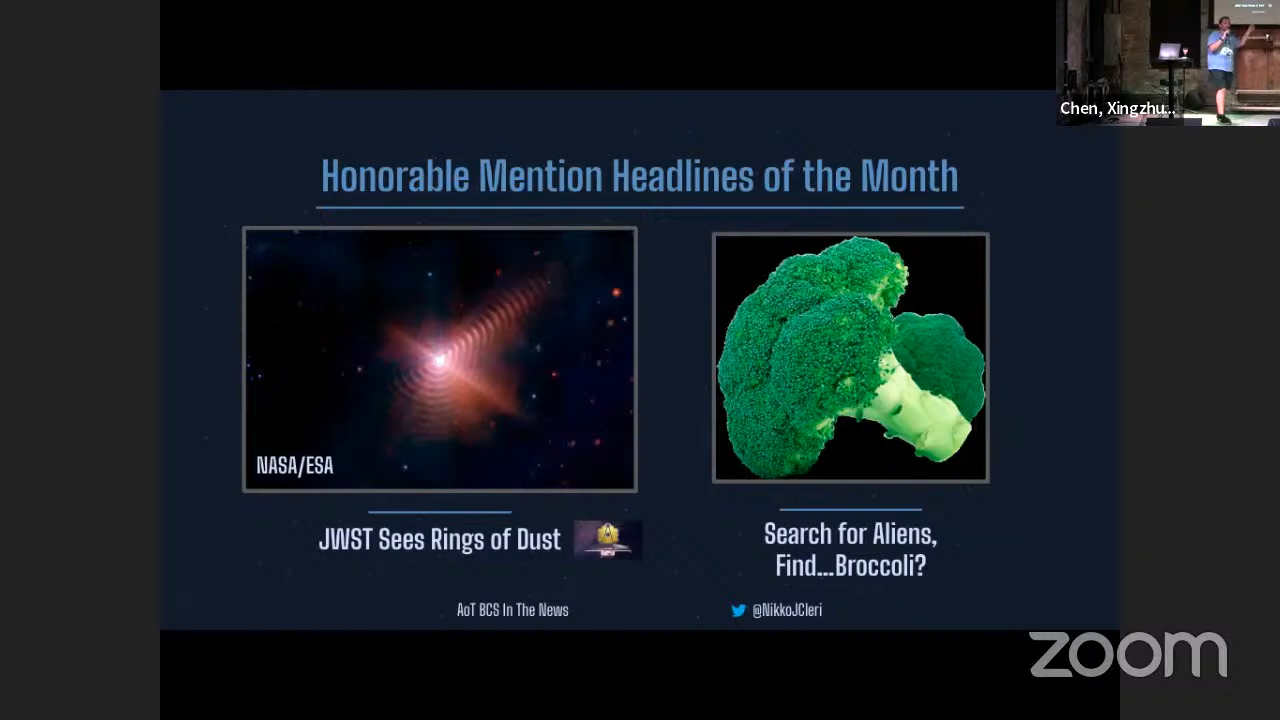 Chen, Xingzhu...
Honorable Mention Headlines of the Month
NASA/ESA
JWST Sees Rings of Dust
Search for Aliens,
Find...Broccoli?
AoT BCS In The News
@NikkoJCleri
zoom